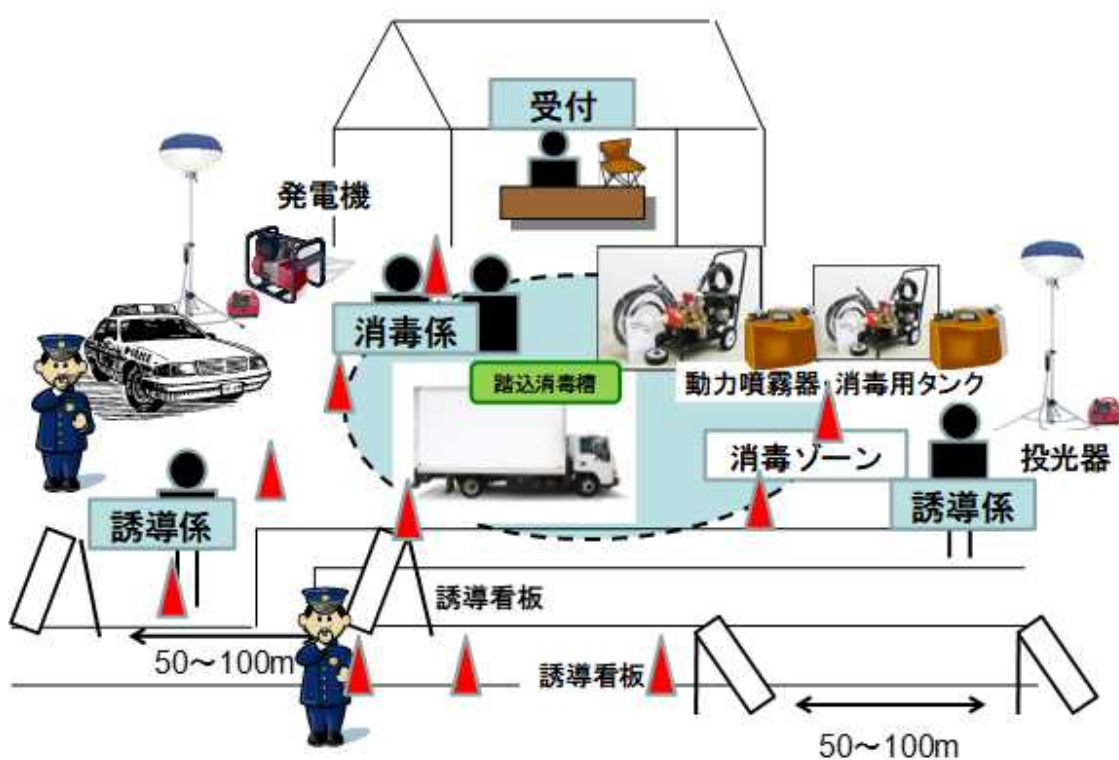 受付
発電機
消毒係
踏込消毒槽
動力噴霧器・消毒用タンク
消毒ゾーン
投光器
誘導係
誘導係
誘導看板
50～100m
誘導看板
50～100m